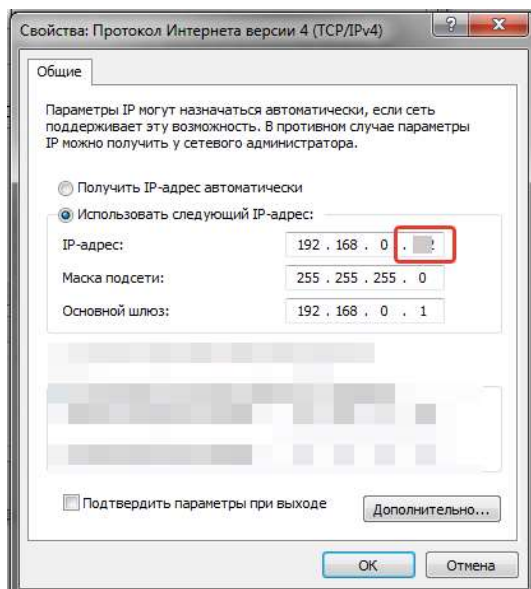 Свойства: Протокол Интернета версии 4 (TCP/IPv4)
Общие
Параметры IP могут назначаться автоматически, если сеть
поддерживает эту возможность. В противном случае параметры
IP можно получить у сетевого администратора.
Получить IP-адрес автоматически
Использовать следующий IP-адрес:
IP-адрес: 192 . 168 . 0 .
Маска подсети: 255 . 255 . 255 . 0
Основной шлюз: 192 . 168 . 0 . 1
Подтвердить параметры при выходе
Дополнительно...
ОК Отмена